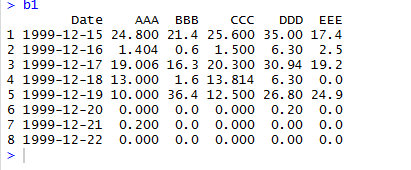 > b1
        Date    AAA  BBB    CCC   DDD  EEE
1 1999-12-15 24.800 21.4 25.600 35.00 17.4
2 1999-12-16  1.404  0.6  1.500  6.30  2.5
3 1999-12-17 19.006 16.3 20.300 30.94 19.2
4 1999-12-18 13.000  1.6 13.814  6.30  0.0
5 1999-12-19 10.000 36.4 12.500 26.80 24.9
6 1999-12-20  0.000  0.0  0.000  0.20  0.0
7 1999-12-21  0.200  0.0  0.000  0.00  0.0
8 1999-12-22  0.000  0.0  0.000  0.00  0.0
>